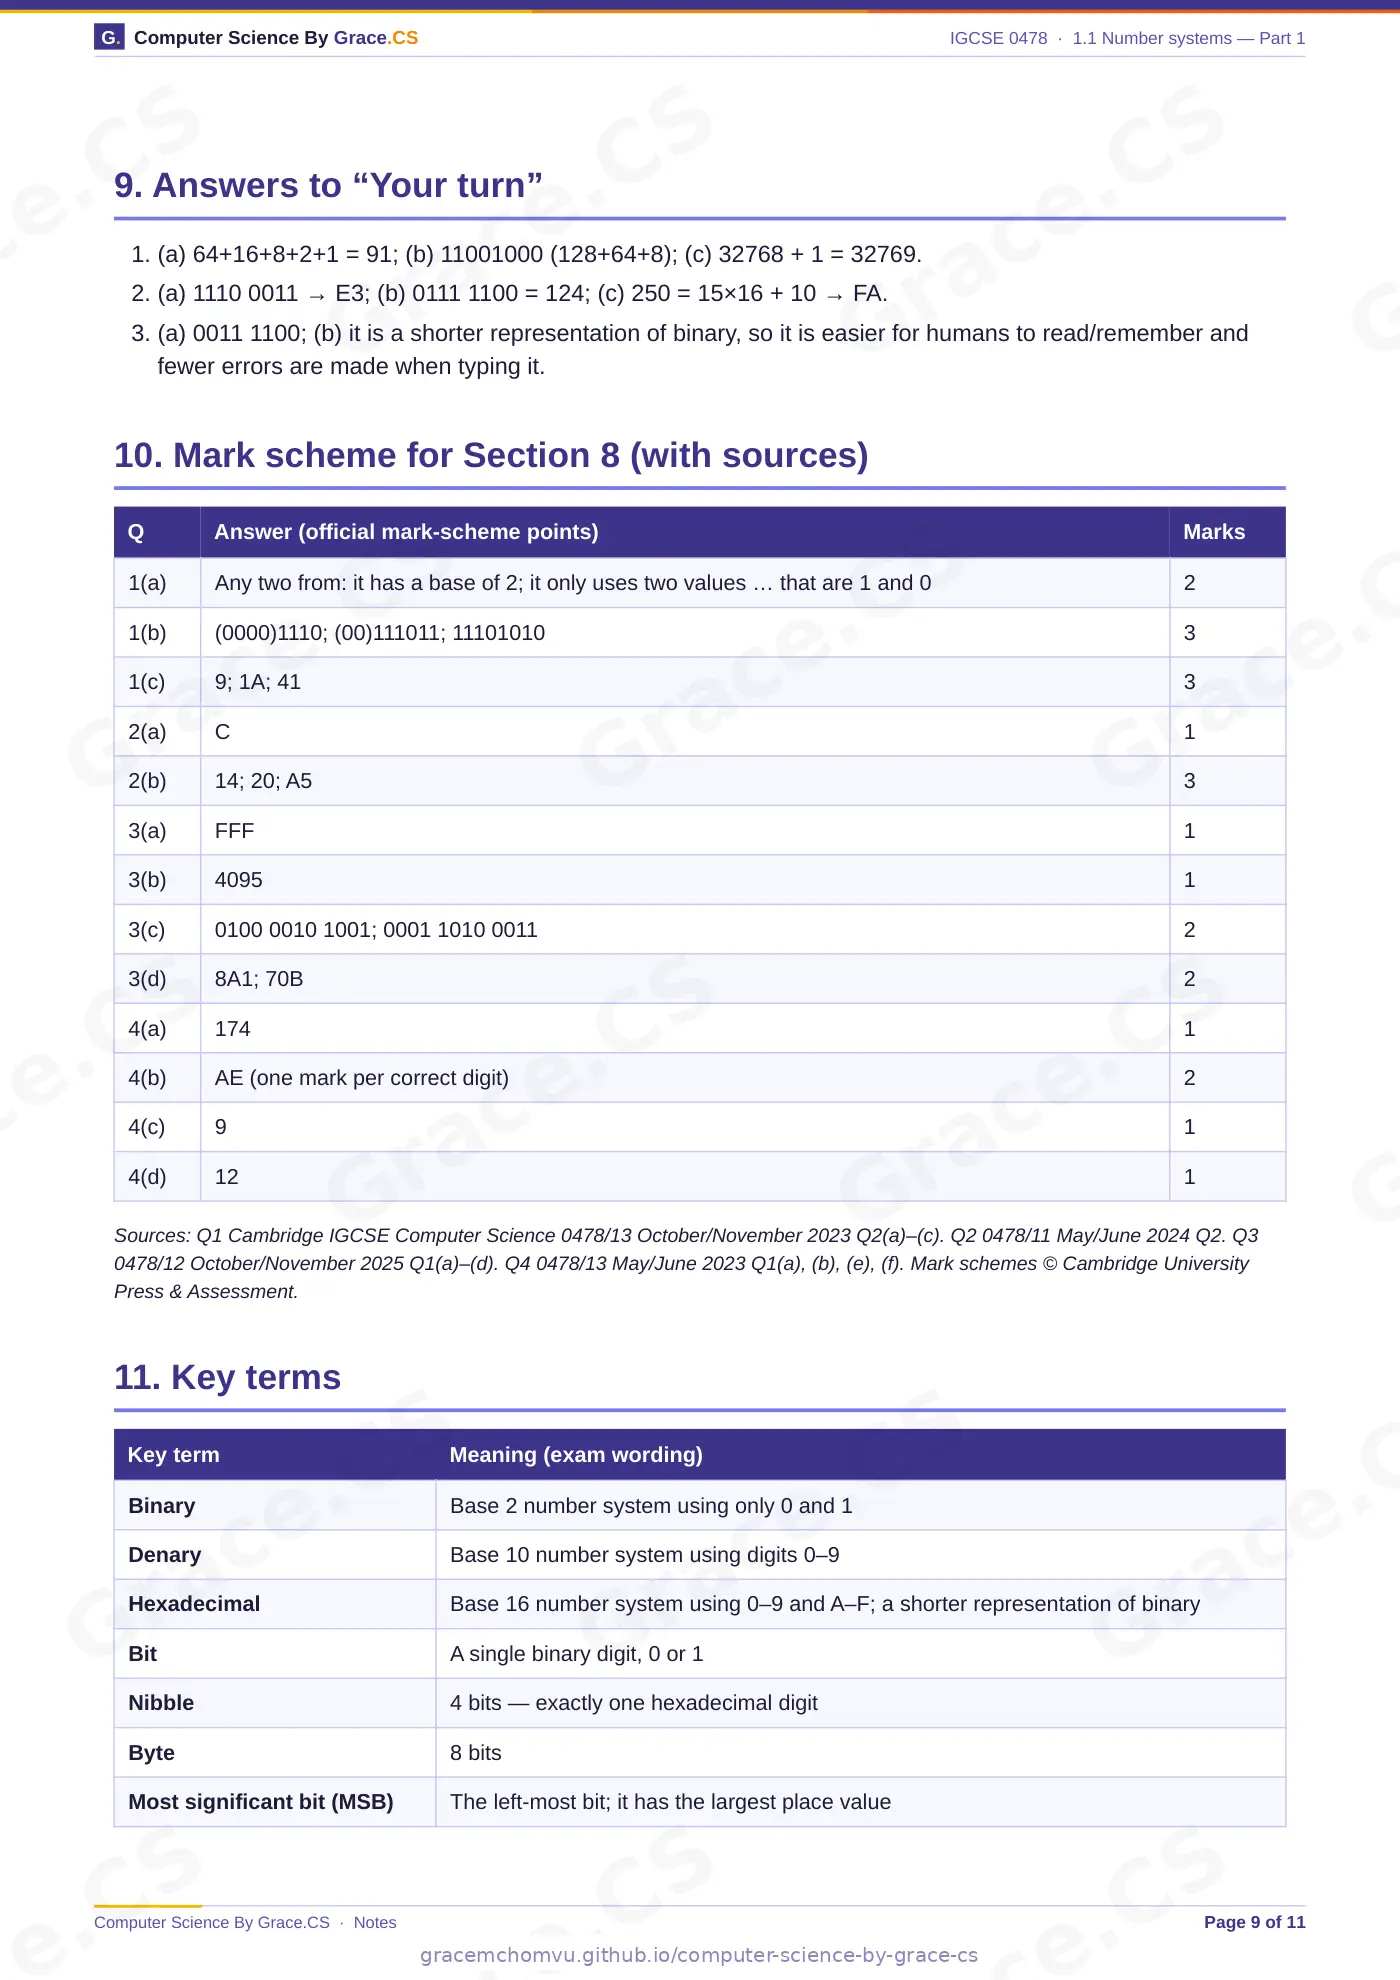 G. Computer Science By Grace.CS
IGCSE 0478 · 1.1 Number systems — Part 1
9. Answers to “Your turn”
1. (a) 64+16+8+2+1 = 91; (b) 11001000 (128+64+8); (c) 32768 + 1 = 32769.
2. (a) 1110 0011 → E3; (b) 0111 1100 = 124; (c) 250 = 15×16 + 10 → FA.
3. (a) 0011 1100; (b) it is a shorter representation of binary, so it is easier for humans to read/remember and
fewer errors are made when typing it.
10. Mark scheme for Section 8 (with sources)
Q Answer (official mark-scheme points) Marks
1(a) Any two from: it has a base of 2; it only uses two values … that are 1 and 0 2
1(b) (0000)1110; (00)111011; 11101010 3
1(c) 9; 1A; 41 3
2(a) C 1
2(b) 14; 20; A5 3
3(a) FFF 1
3(b) 4095 1
3(c) 0100 0010 1001; 0001 1010 0011 2
3(d) 8A1; 70B 2
4(a) 174 1
4(b) AE (one mark per correct digit) 2
4(c) 9 1
4(d) 12 1
Sources: Q1 Cambridge IGCSE Computer Science 0478/13 October/November 2023 Q2(a)–(c). Q2 0478/11 May/June 2024 Q2. Q3
0478/12 October/November 2025 Q1(a)–(d). Q4 0478/13 May/June 2023 Q1(a), (b), (e), (f). Mark schemes © Cambridge University
Press & Assessment.
11. Key terms
Key term Meaning (exam wording)
Binary Base 2 number system using only 0 and 1
Denary Base 10 number system using digits 0–9
Hexadecimal Base 16 number system using 0–9 and A–F; a shorter representation of binary
Bit A single binary digit, 0 or 1
Nibble 4 bits — exactly one hexadecimal digit
Byte 8 bits
Most significant bit (MSB) The left-most bit; it has the largest place value
Computer Science By Grace.CS · Notes
Page 9 of 11
gracemchomvu.github.io/computer-science-by-grace-cs